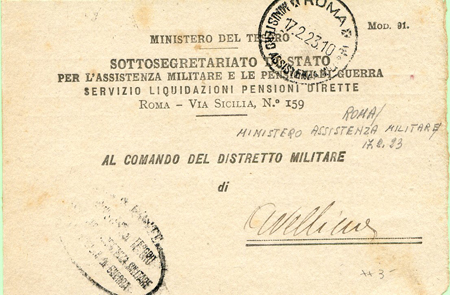 MINISTERO DEL TESORO
MOD. 91.
ROMA
17.2.23.10
SOTTOSEGRETARIATO DI STATO
PER L'ASSISTENZA MILITARE E LE PENSIONI DI GUERRA
SERVIZIO LIQUIDAZIONI PENSIONI DIRETTE
ROMA - VIA SICILIA, N.º 159
ROMA/
MINISTERO ASSISTENZA MILITARE/
17.2.23
AL COMANDO DEL DISTRETTO MILITARE
di
Avellino